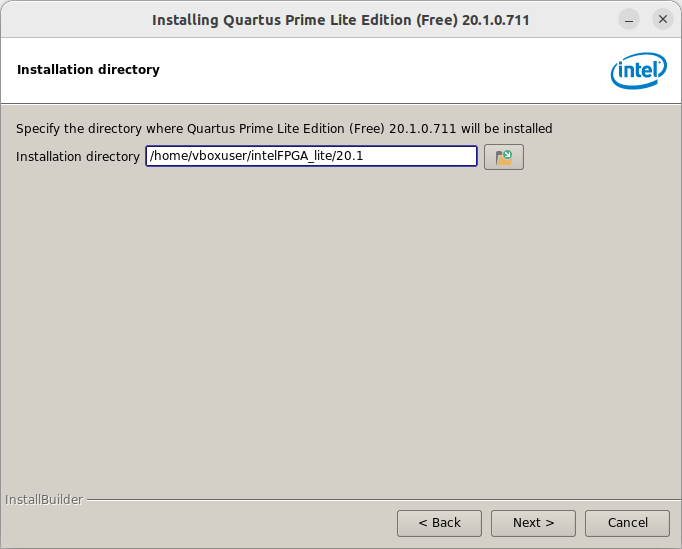 Installing Quartus Prime Lite Edition (Free) 20.1.0.711
Installation directory
intel
Specify the directory where Quartus Prime Lite Edition (Free) 20.1.0.711 will be installed
Installation directory /home/vboxuser/intelFPGA_lite/20.1
InstallBuilder
< Back Next > Cancel